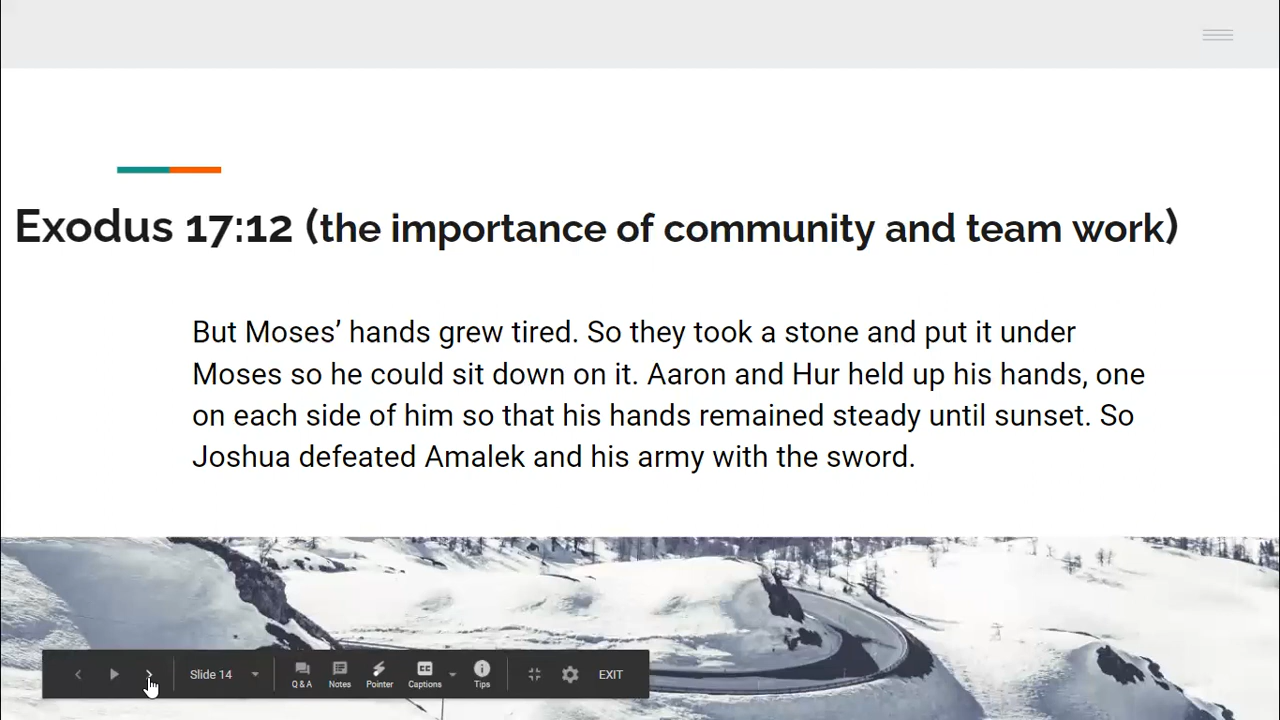 Exodus 17:12 (the importance of community and team work)
But Moses’ hands grew tired. So they took a stone and put it under
Moses so he could sit down on it. Aaron and Hur held up his hands, one
on each side of him so that his hands remained steady until sunset. So
Joshua defeated Amalek and his army with the sword.
Slide 14
Q & A
Notes
Pointer
CC
Captions
Tips
EXIT